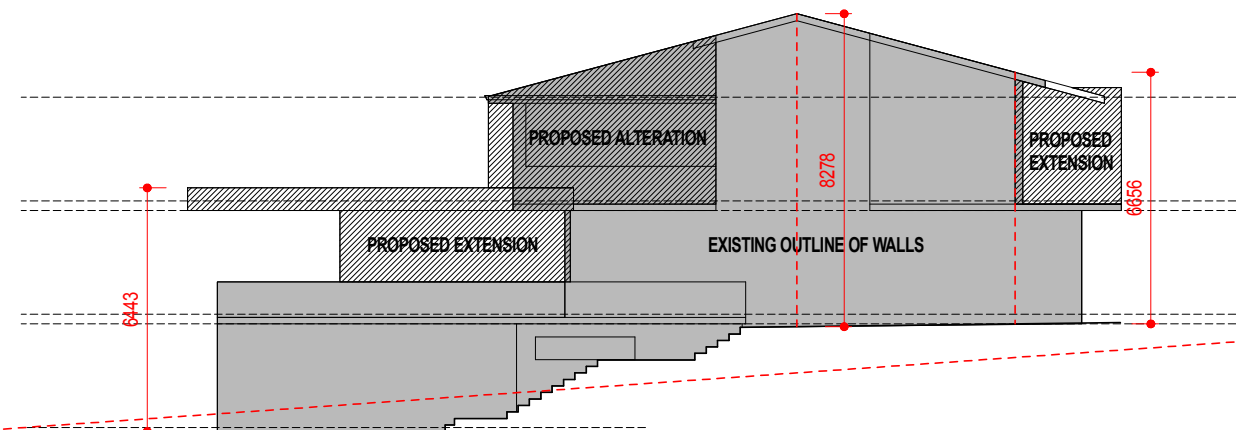 PROPOSED ALTERATION
PROPOSED
EXTENSION
8278
6656
PROPOSED EXTENSION
EXISTING OUTLINE OF WALLS
6443